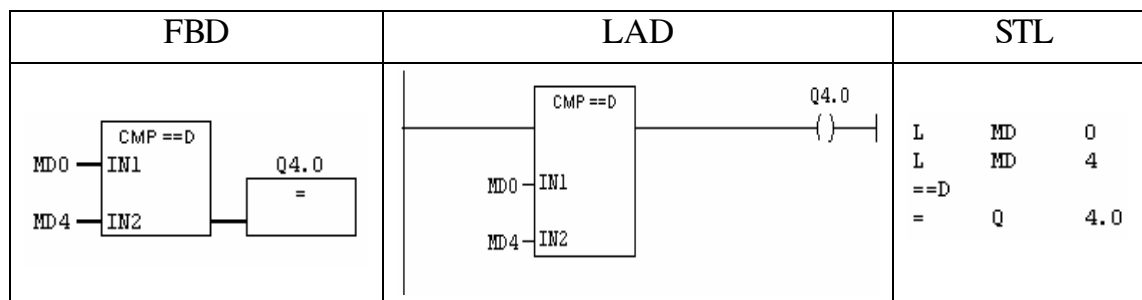 FBD
LAD
STL
CMP ==D
MD0 IN1
Q4.0
=
MD4 IN2
CMP ==D
Q4.0
( )
MD0 IN1
MD4 IN2
L MD 0
L MD 4
==D
= Q 4.0